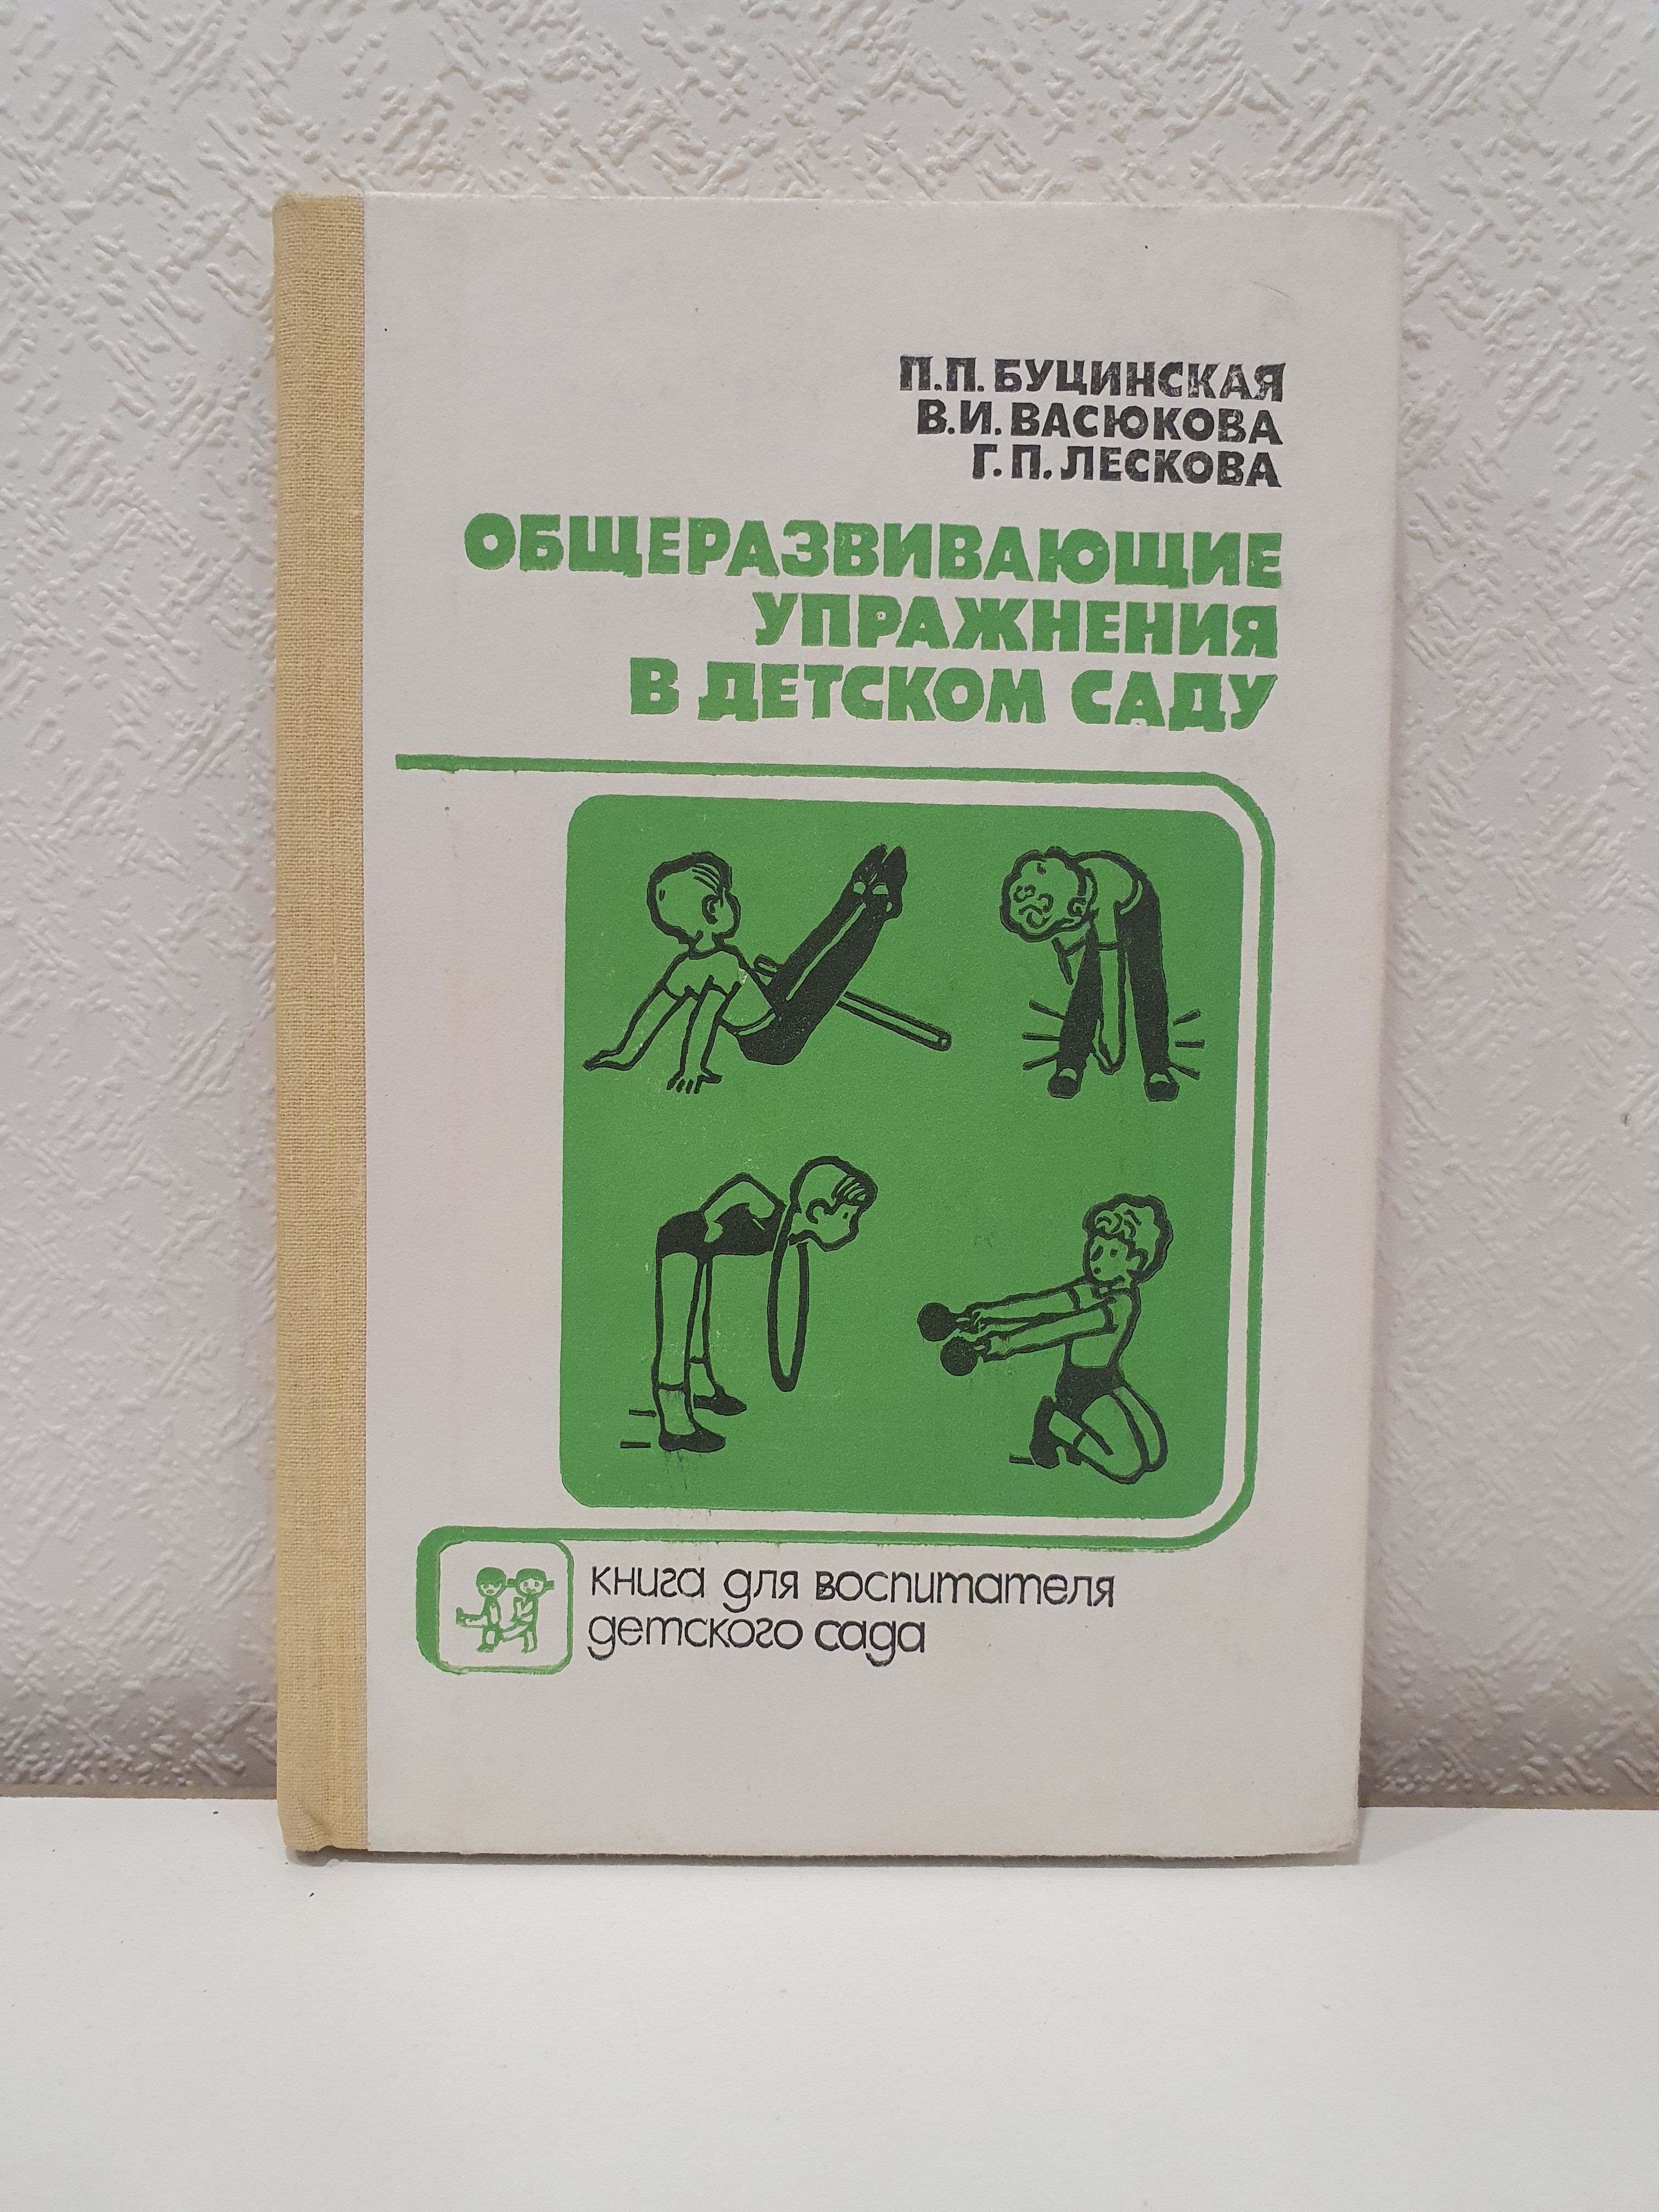 П.П. БУЦИНСКАЯ
В.И. ВАСЮКОВА
Г.П. ЛЕСКОВА
ОБЩЕРАЗВИВАЮЩИЕ
УПРАЖНЕНИЯ
В ДЕТСКОМ САДУ
книга для воспитателя
детского сада